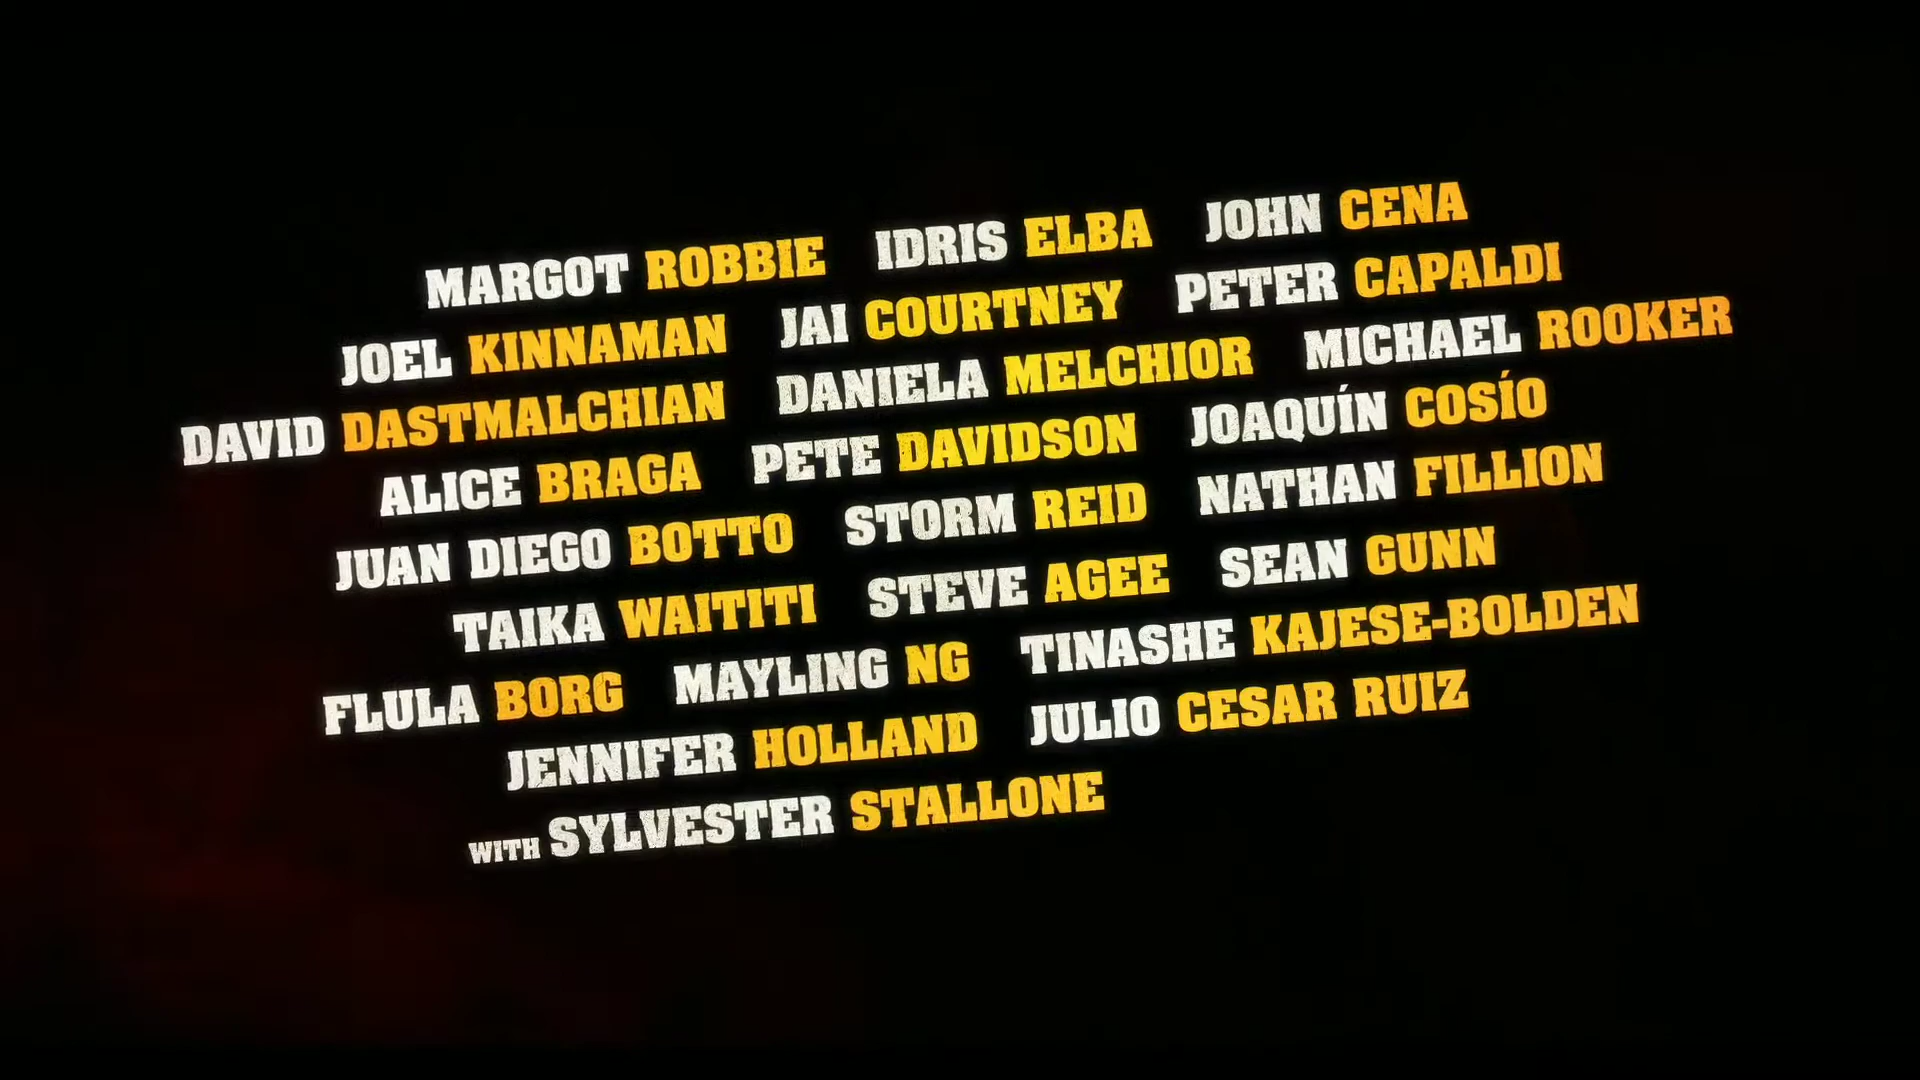 MARGOT ROBBIE IDRIS ELBA JOHN CENA
JOEL KINNAMAN JAI COURTNEY PETER CAPALDI
DAVID DASTMALCHIAN DANIELA MELCHIOR MICHAEL ROOKER
ALICE BRAGA PETE DAVIDSON JOAQUÍN COSÍO
JUAN DIEGO BOTTO STORM REID NATHAN FILLION
TAIKA WAITITI STEVE AGEE SEAN GUNN
FLULA BORG MAYLING NG TINASHE KAJESE-BOLDEN
JENNIFER HOLLAND JULIO CESAR RUIZ
WITH SYLVESTER STALLONE